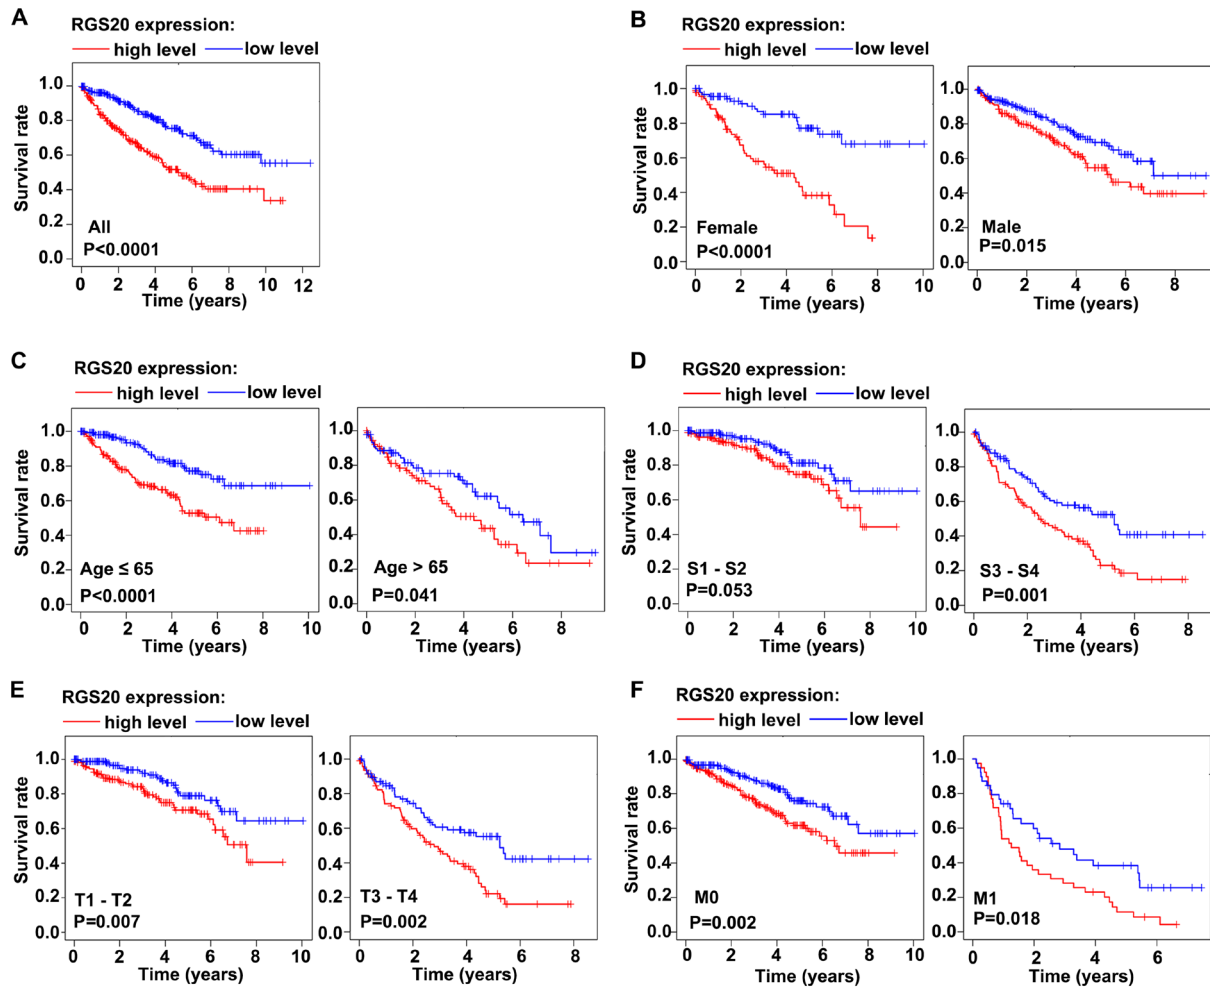 A
RGS20 expression:
high level low level
Survival rate
1.0
0.8
0.6
0.4
0.2
0.0
All
P<0.0001
0 2 4 6 8 10 12
Time (years)
B
RGS20 expression:
high level low level
Survival rate
1.0
0.8
0.6
0.4
0.2
0.0
Female
P<0.0001
0 2 4 6 8 10
Time (years)
1.0
0.8
0.6
0.4
0.2
0.0
Male
P=0.015
0 2 4 6 8
Time (years)
C
RGS20 expression:
high level low level
Survival rate
1.0
0.8
0.6
0.4
0.2
0.0
Age ≤ 65
P<0.0001
0 2 4 6 8 10
Time (years)
1.0
0.8
0.6
0.4
0.2
0.0
Age > 65
P=0.041
0 2 4 6 8
Time (years)
D
RGS20 expression:
high level low level
Survival rate
1.0
0.8
0.6
0.4
0.2
0.0
S1 - S2
P=0.053
0 2 4 6 8 10
Time (years)
1.0
0.8
0.6
0.4
0.2
0.0
S3 - S4
P=0.001
0 2 4 6 8
Time (years)
E
RGS20 expression:
high level low level
Survival rate
1.0
0.8
0.6
0.4
0.2
0.0
T1 - T2
P=0.007
0 2 4 6 8 10
Time (years)
1.0
0.8
0.6
0.4
0.2
0.0
T3 - T4
P=0.002
0 2 4 6 8
Time (years)
F
RGS20 expression:
high level low level
Survival rate
1.0
0.8
0.6
0.4
0.2
0.0
M0
P=0.002
0 2 4 6 8 10
Time (years)
1.0
0.8
0.6
0.4
0.2
0.0
M1
P=0.018
0 2 4 6
Time (years)